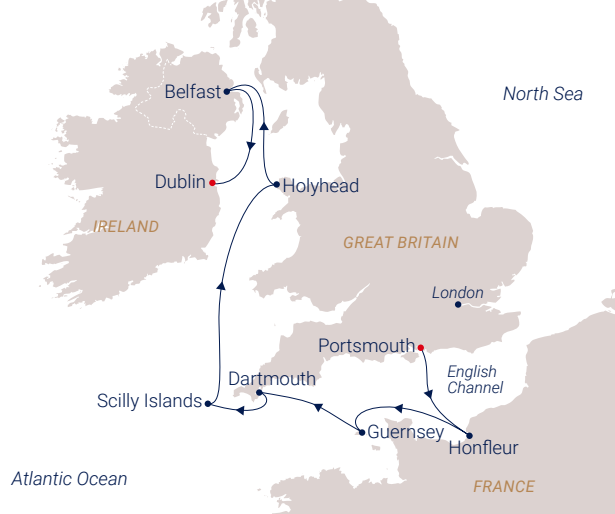 Belfast
North Sea
Dublin
Holyhead
IRELAND
GREAT BRITAIN
London
Portsmouth
English
Channel
Dartmouth
Scilly Islands
Guernsey
Honfleur
Atlantic Ocean
FRANCE